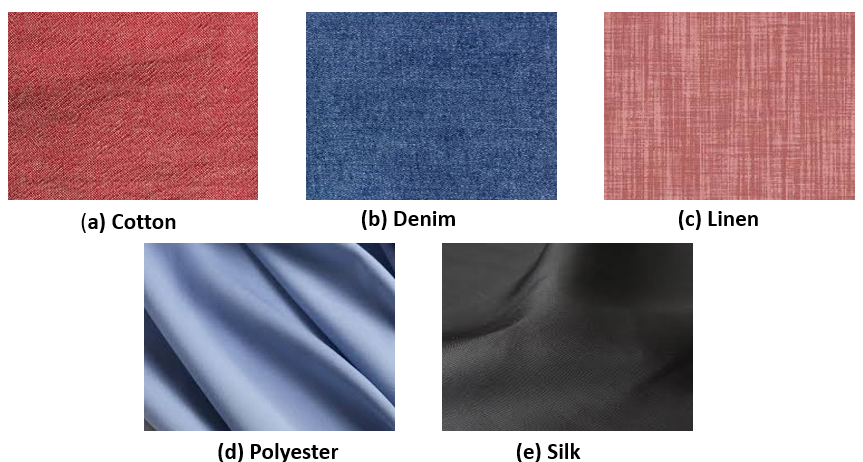 (a) Cotton
(b) Denim
(c) Linen
(d) Polyester
(e) Silk